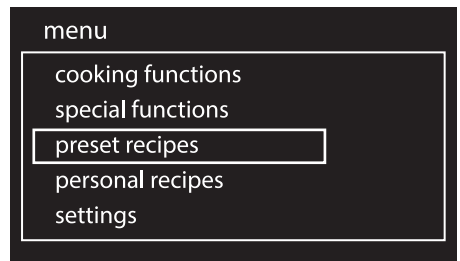 menu
cooking functions
special functions
preset recipes
personal recipes
settings